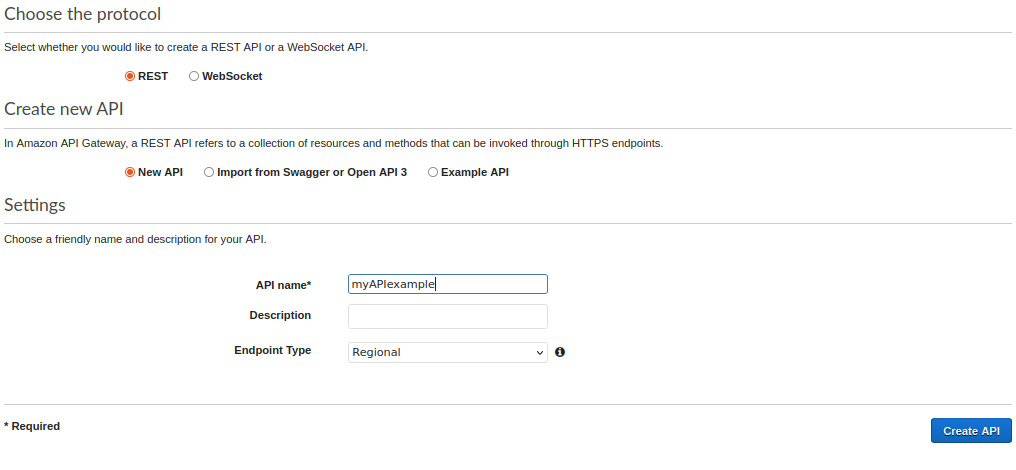 Choose the protocol
Select whether you would like to create a REST API or a WebSocket API.
REST WebSocket
Create new API
In Amazon API Gateway, a REST API refers to a collection of resources and methods that can be invoked through HTTPS endpoints.
New API Import from Swagger or Open API 3 Example API
Settings
Choose a friendly name and description for your API.
API name* myAPIexample
Description
Endpoint Type Regional
* Required Create API